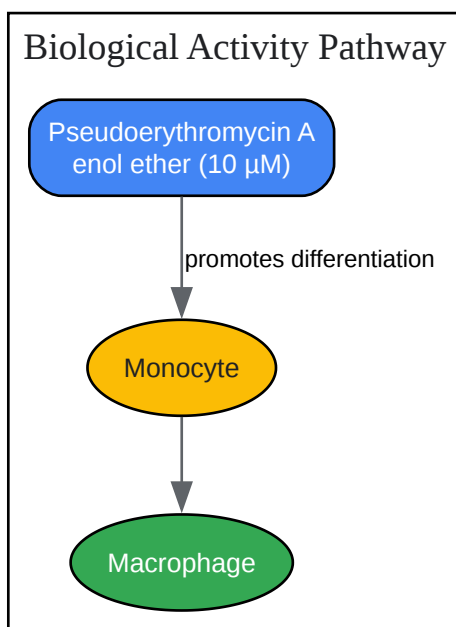 Biological Activity Pathway
Pseudoerythromycin A
enol ether (10 µM)
promotes differentiation
Monocyte
Macrophage